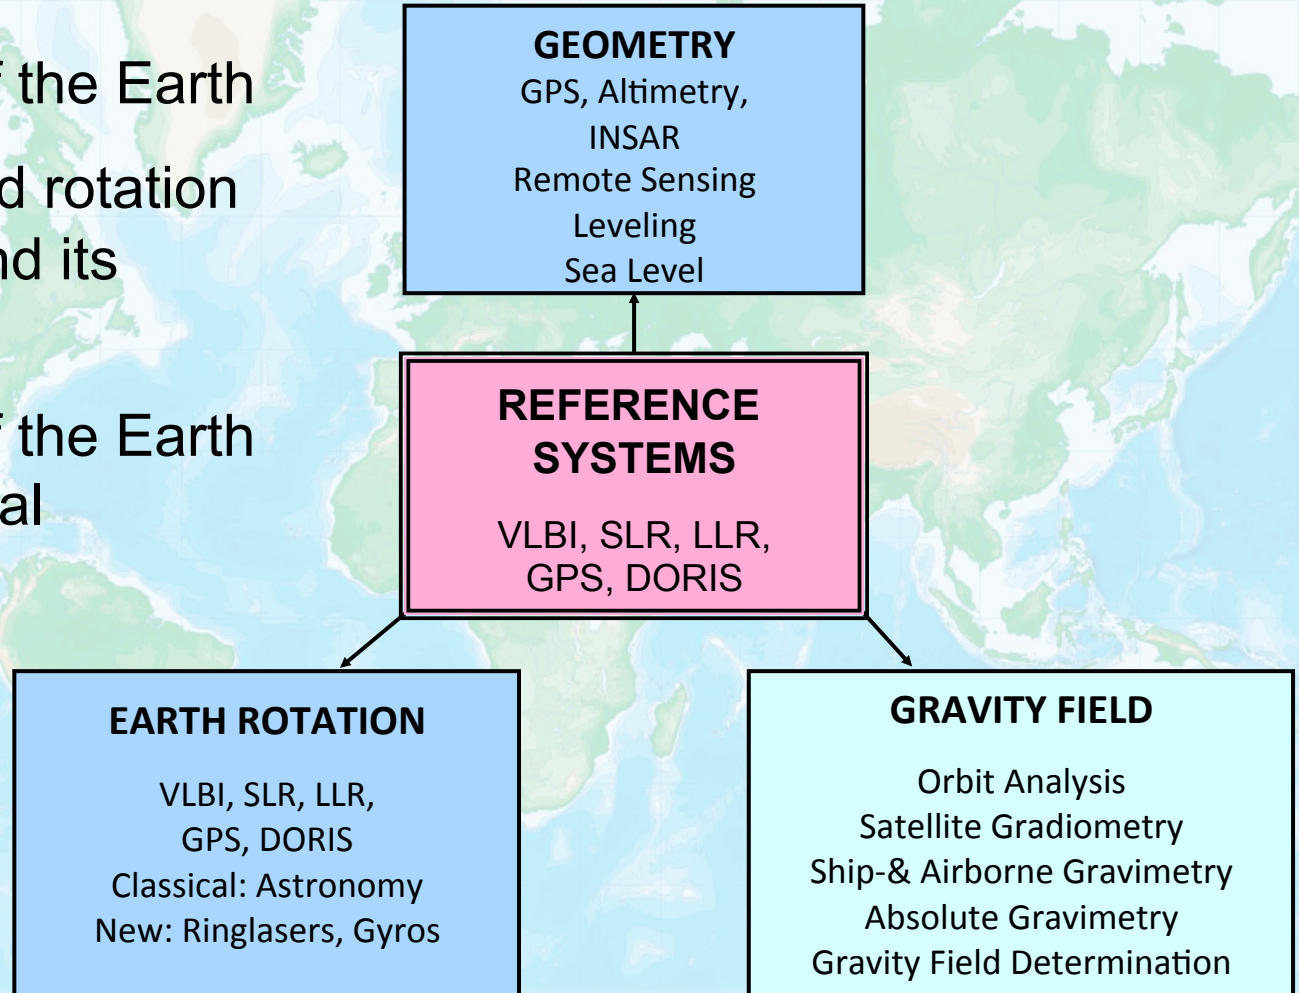 f the Earth
d rotation
nd its
f the Earth
al
GEOMETRY
GPS, Altimetry,
INSAR
Remote Sensing
Leveling
Sea Level
REFERENCE
SYSTEMS
VLBI, SLR, LLR,
GPS, DORIS
EARTH ROTATION
VLBI, SLR, LLR,
GPS, DORIS
Classical: Astronomy
New: Ringlasers, Gyros
GRAVITY FIELD
Orbit Analysis
Satellite Gradiometry
Ship-& Airborne Gravimetry
Absolute Gravimetry
Gravity Field Determination